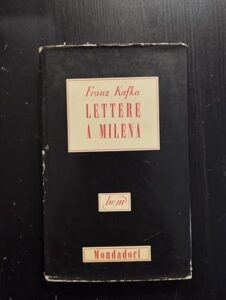 Franz Kafka
LETTERE
A MILENA
bcm
Mondadori